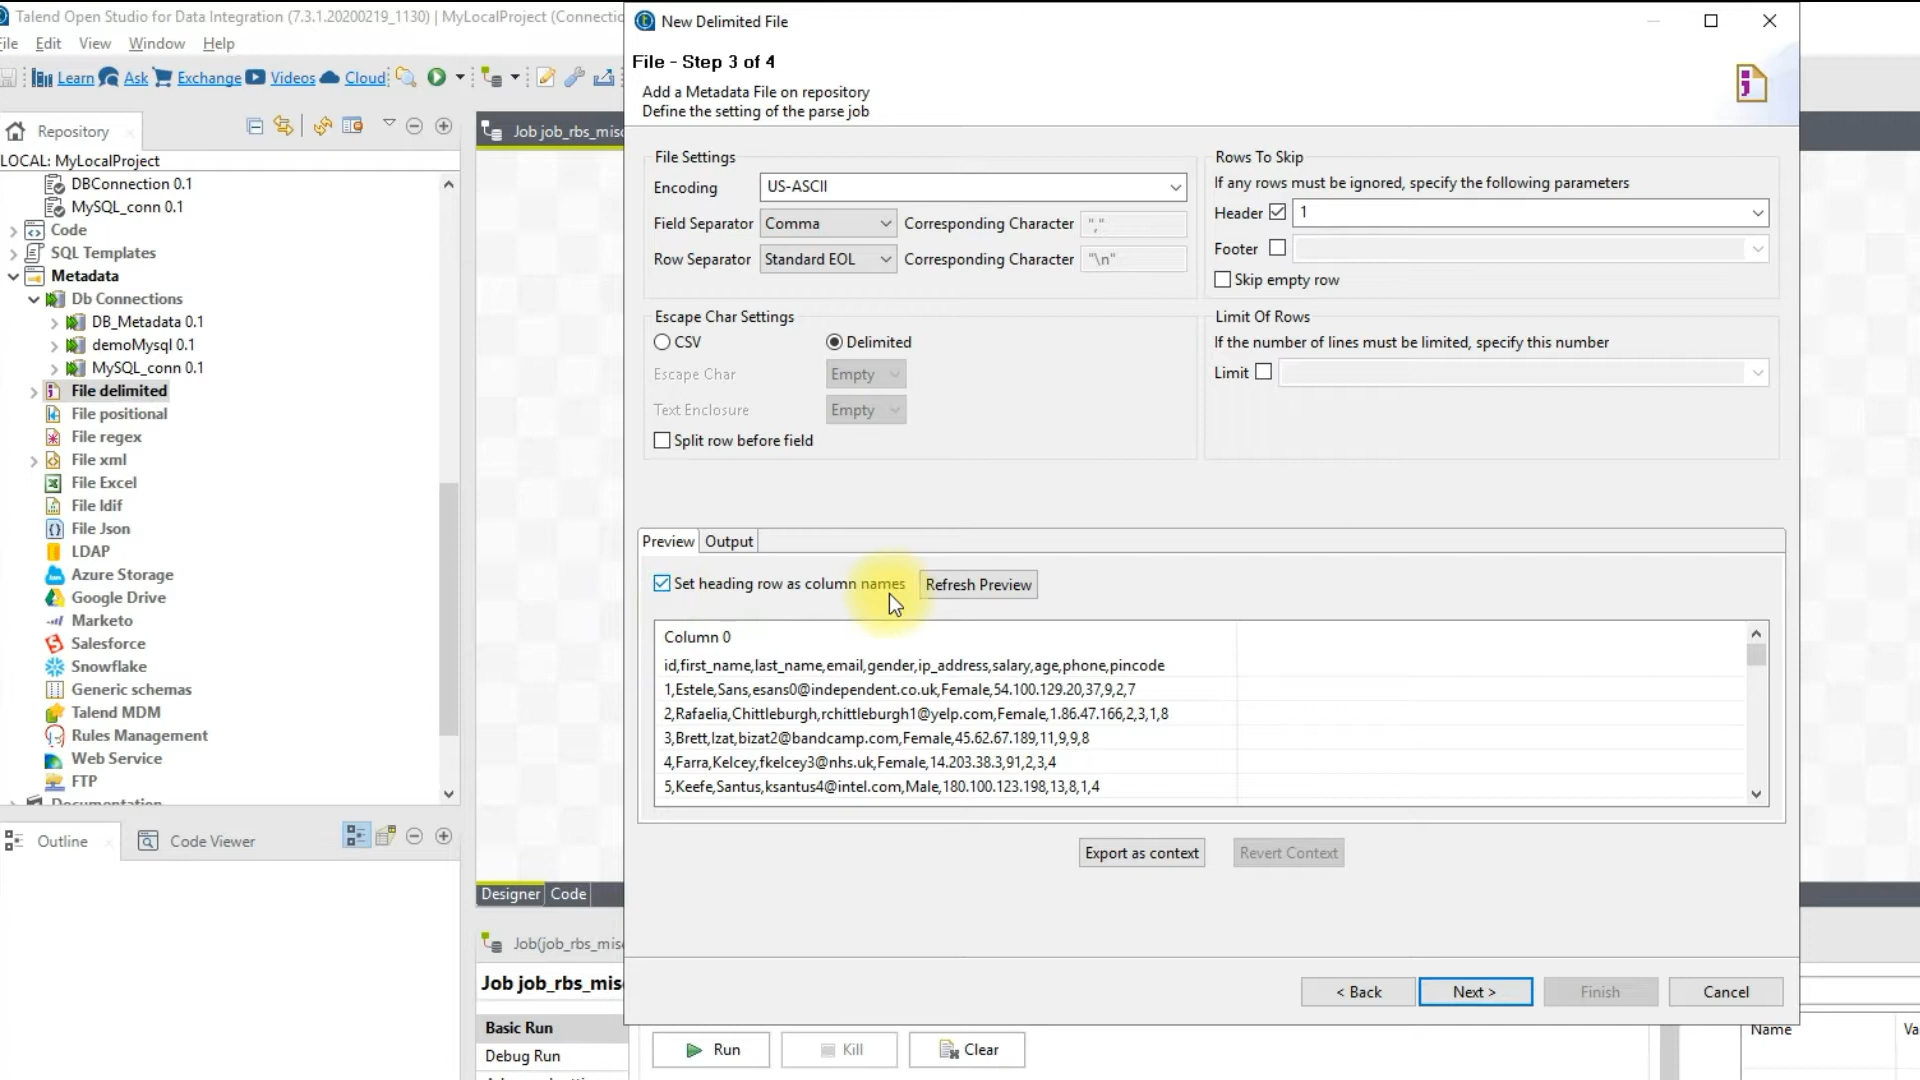 Talend Open Studio for Data Integration (7.3.1.20200219_1130) | MyLocalProject (Connectic
File Edit View Window Help
Learn Ask Exchange Videos Cloud
Repository
LOCAL: MyLocalProject
DBConnection 0.1
MySQL_conn 0.1
Code
SQL Templates
Metadata
Db Connections
DB_Metadata 0.1
demoMysql 0.1
MySQL_conn 0.1
File delimited
File positional
File regex
File xml
File Excel
File ldif
File Json
LDAP
Azure Storage
Google Drive
Marketo
Salesforce
Snowflake
Generic schemas
Talend MDM
Rules Management
Web Service
FTP
Documentation
Outline
Code Viewer
Job job_rbs_misc
Designer Code
Job(job_rbs_misc
Job job_rbs_mis
Basic Run
Debug Run
Run
Kill
Clear
Name
Va
New Delimited File
File - Step 3 of 4
Add a Metadata File on repository
Define the setting of the parse job
File Settings
Encoding US-ASCII
Field Separator Comma Corresponding Character ","
Row Separator Standard EOL Corresponding Character "\n"
Rows To Skip
If any rows must be ignored, specify the following parameters
Header 1
Footer
Skip empty row
Escape Char Settings
CSV Delimited
Escape Char Empty
Text Enclosure Empty
Split row before field
Limit Of Rows
If the number of lines must be limited, specify this number
Limit
Preview Output
Set heading row as column names Refresh Preview
Column 0
id,first_name,last_name,email,gender,ip_address,salary,age,phone,pincode
1,Estele,Sans,esans0@independent.co.uk,Female,54.100.129.20,37,9,2,7
2,Rafaelia,Chittleburgh,rchittleburgh1@yelp.com,Female,1.86.47.166,2,3,1,8
3,Brett,Izat,bizat2@bandcamp.com,Female,45.62.67.189,11,9,9,8
4,Farra,Kelcey,fkelcey3@nhs.uk,Female,14.203.38.3,91,2,3,4
5,Keefe,Santus,ksantus4@intel.com,Male,180.100.123.198,13,8,1,4
Export as context
Revert Context
< Back
Next >
Finish
Cancel